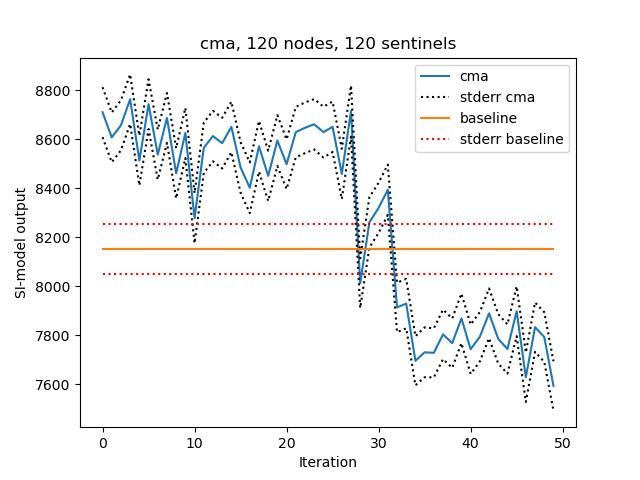 cma, 120 nodes, 120 sentinels
cma
stderr cma
baseline
stderr baseline
SI-model output
8800
8600
8400
8200
8000
7800
7600
0 10 20 30 40 50
Iteration